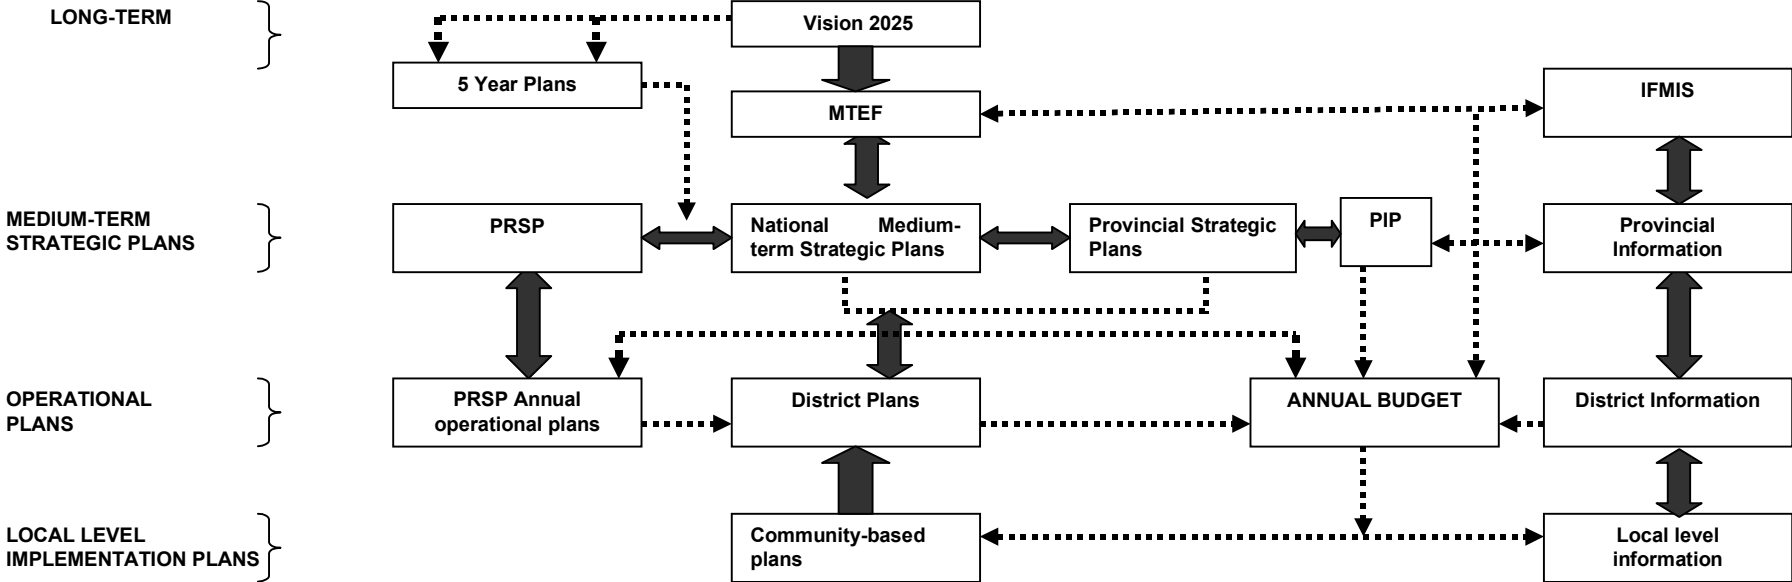 LONG-TERM
Vision 2025
5 Year Plans
IFMIS
MTEF
MEDIUM-TERM
STRATEGIC PLANS
PRSP
National Medium-
term Strategic Plans
Provincial Strategic
Plans
PIP
Provincial
Information
OPERATIONAL
PLANS
PRSP Annual
operational plans
District Plans
ANNUAL BUDGET
District Information
LOCAL LEVEL
IMPLEMENTATION PLANS
Community-based
plans
Local level
information